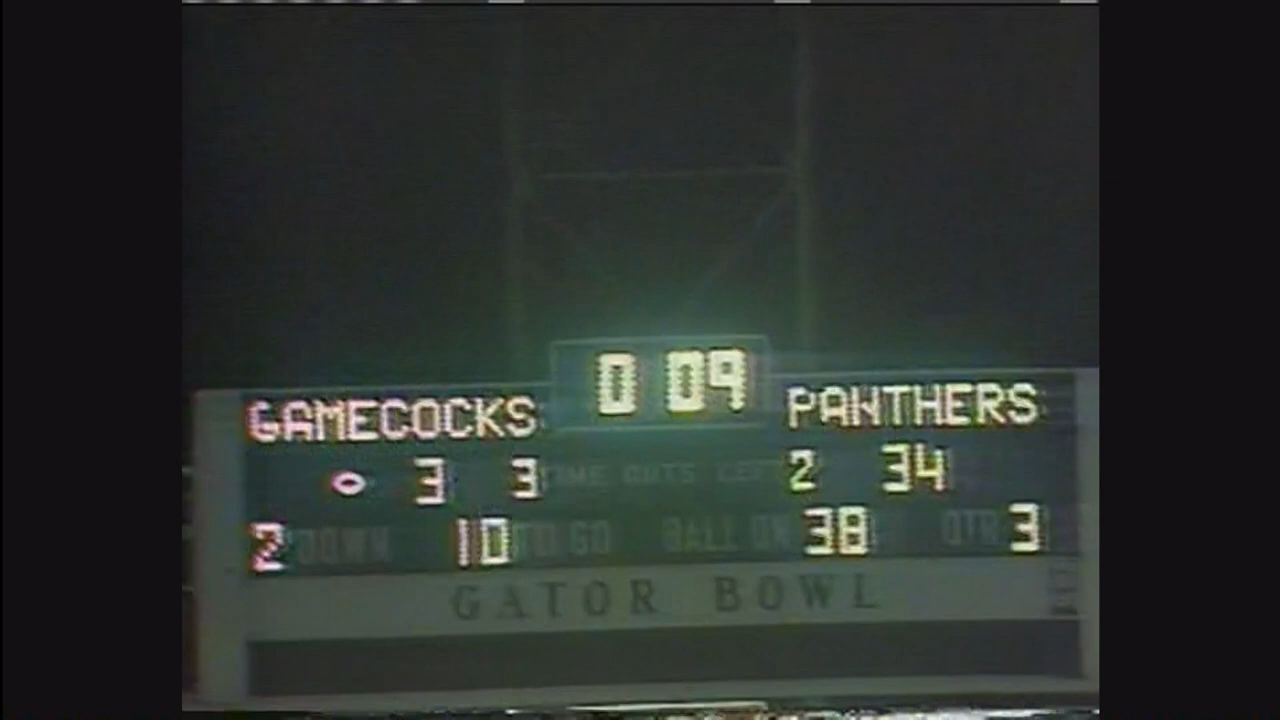 0 09
GAMECOCKS PANTHERS
3 3 TIME OUTS LEFT 2 34
2 DOWN 10 TO GO BALL ON 38 QTR 3
GATOR BOWL